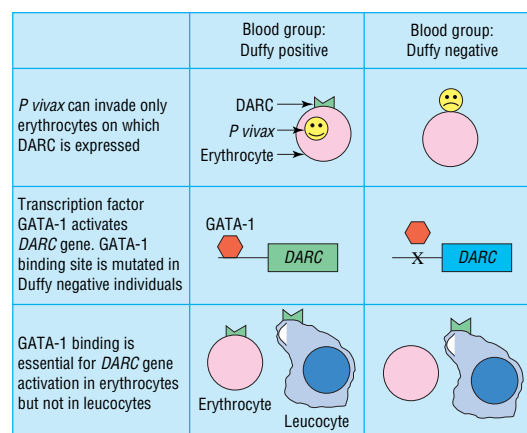 Blood group:
Duffy positive
Blood group:
Duffy negative
P vivax can invade only
erythrocytes on which
DARC is expressed
DARC
P vivax
Erythrocyte
Transcription factor
GATA-1 activates
DARC gene. GATA-1
binding site is mutated in
Duffy negative individuals
GATA-1
DARC
X
DARC
GATA-1 binding is
essential for DARC gene
activation in erythrocytes
but not in leucocytes
Erythrocyte
Leucocyte